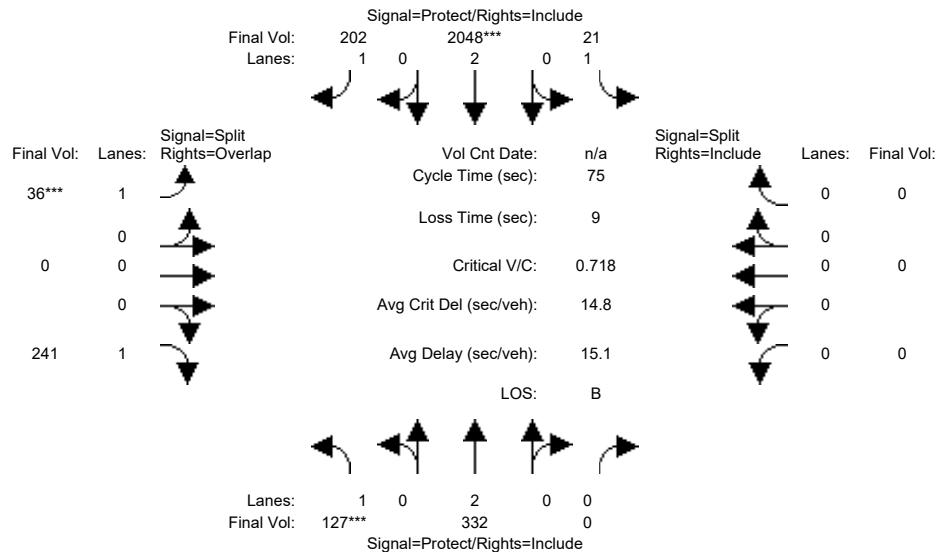 Signal=Protect/Rights=Include
Final Vol: 202 2048*** 21
Lanes: 1 0 2 0 1
Signal=Split
Final Vol: Lanes: Rights=Overlap
Vol Cnt Date: n/a
Signal=Split
Rights=Include Lanes: Final Vol:
Cycle Time (sec): 75
36*** 1
0 0
Loss Time (sec): 9
0
0
0 0
Critical V/C: 0.718
0 0
0
Avg Crit Del (sec/veh): 14.8
0
241 1
Avg Delay (sec/veh): 15.1
0 0
LOS: B
Lanes: 1 0 2 0 0
Final Vol: 127*** 332 0
Signal=Protect/Rights=Include